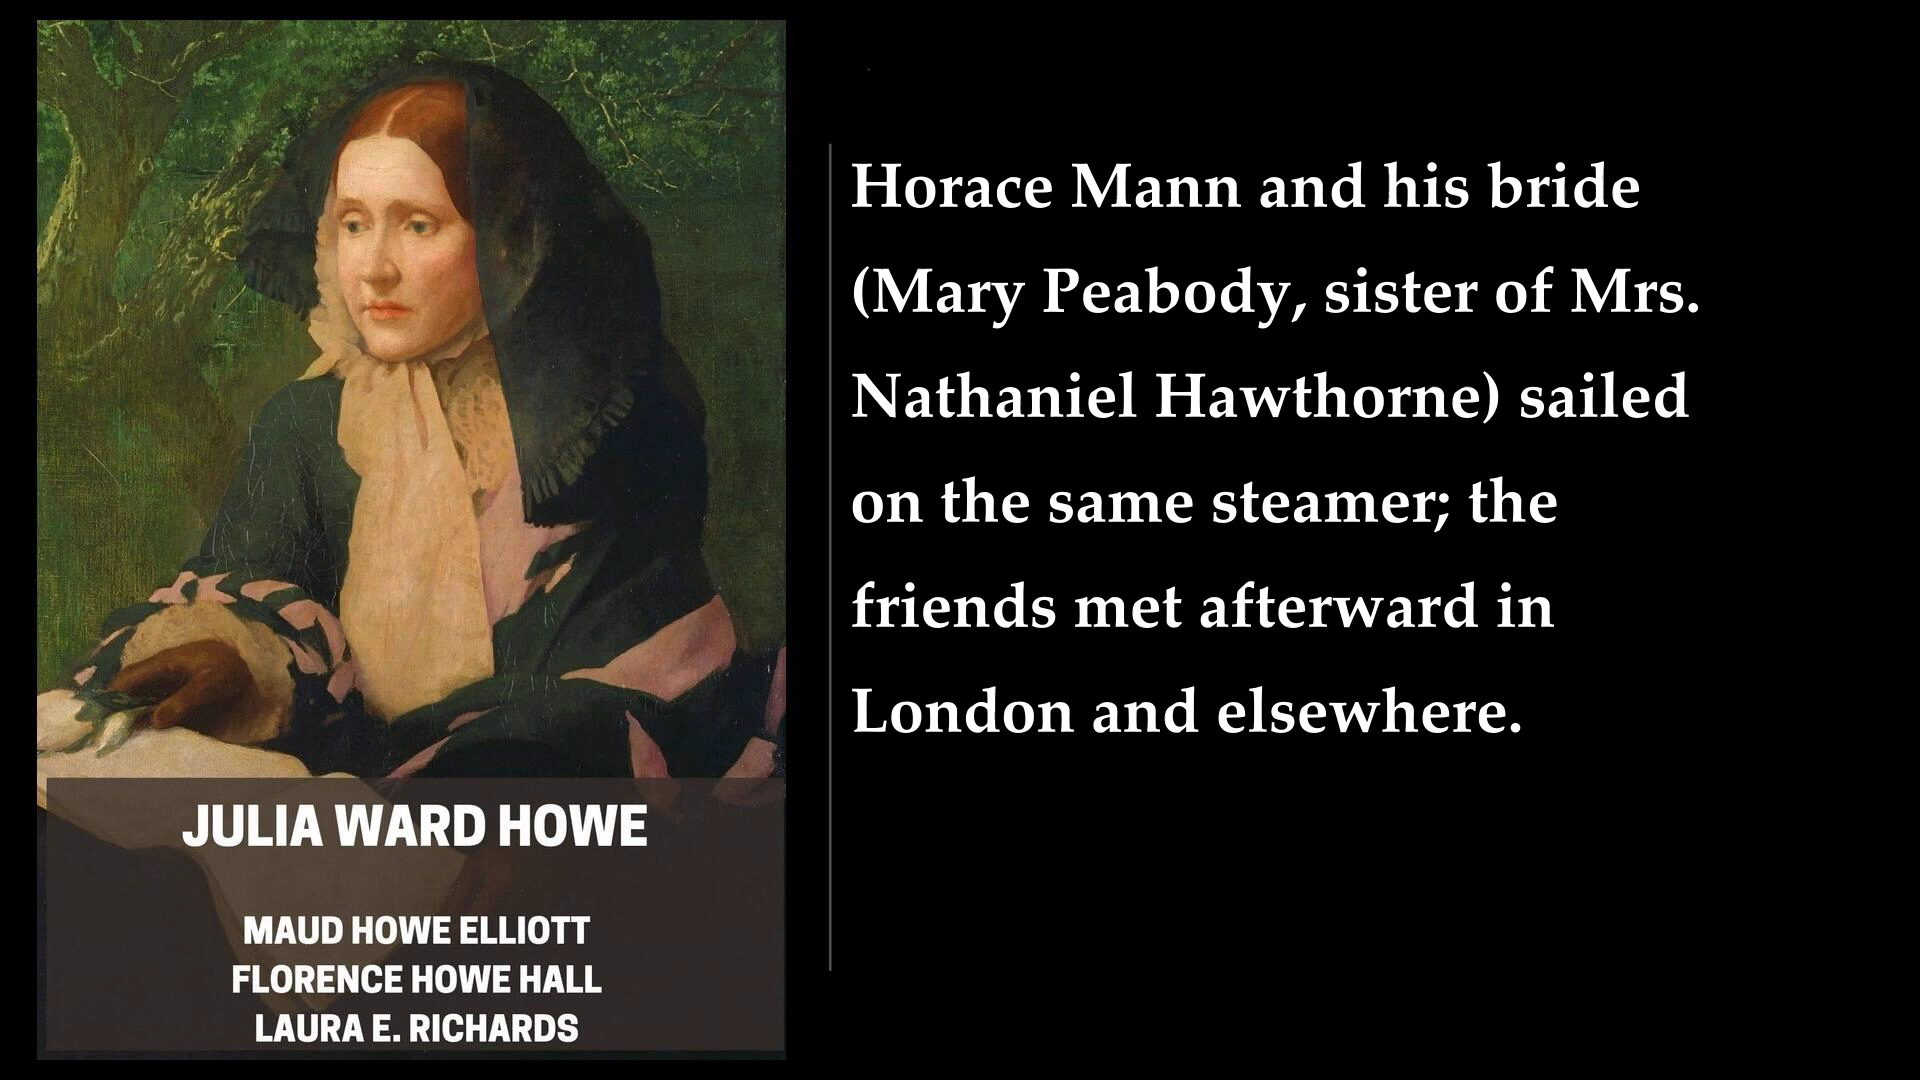 JULIA WARD HOWE
MAUD HOWE ELLIOTT
FLORENCE HOWE HALL
LAURA E. RICHARDS
Horace Mann and his bride
(Mary Peabody, sister of Mrs.
Nathaniel Hawthorne) sailed
on the same steamer; the
friends met afterward in
London and elsewhere.